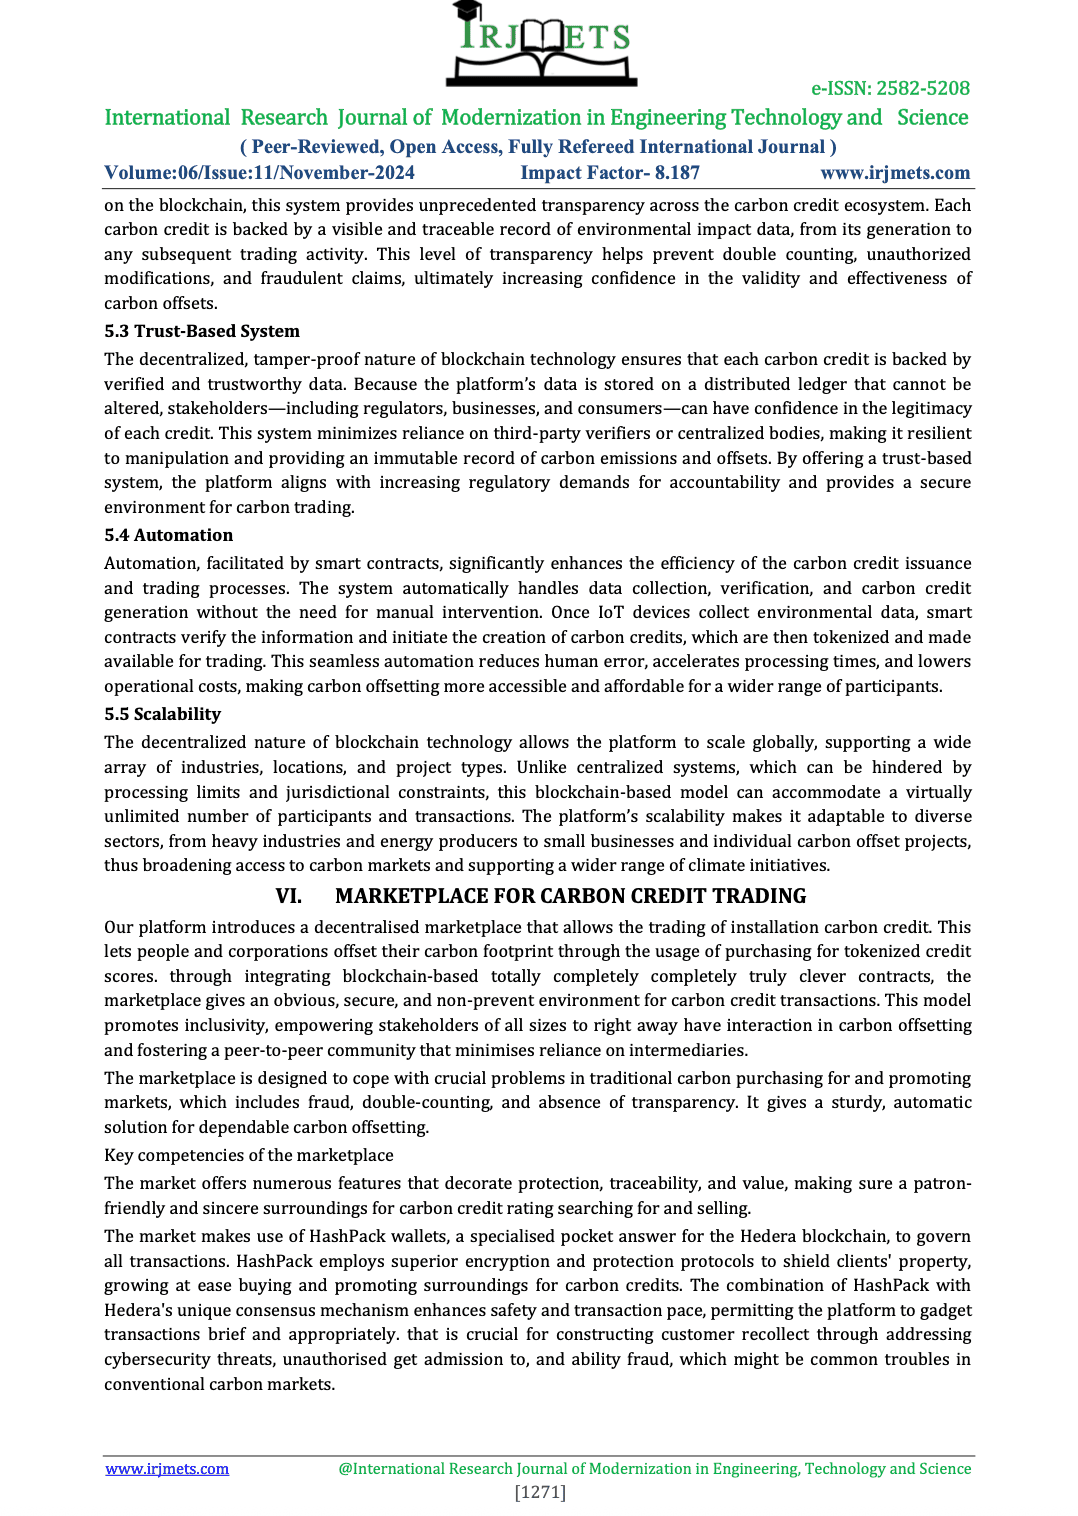 IRJMETS
e-ISSN: 2582-5208
International Research Journal of Modernization in Engineering Technology and Science
( Peer-Reviewed, Open Access, Fully Refereed International Journal )
Volume:06/Issue:11/November-2024 Impact Factor- 8.187 www.irjmets.com
on the blockchain, this system provides unprecedented transparency across the carbon credit ecosystem. Each
carbon credit is backed by a visible and traceable record of environmental impact data, from its generation to
any subsequent trading activity. This level of transparency helps prevent double counting, unauthorized
modifications, and fraudulent claims, ultimately increasing confidence in the validity and effectiveness of
carbon offsets.
5.3 Trust-Based System
The decentralized, tamper-proof nature of blockchain technology ensures that each carbon credit is backed by
verified and trustworthy data. Because the platform’s data is stored on a distributed ledger that cannot be
altered, stakeholders—including regulators, businesses, and consumers—can have confidence in the legitimacy
of each credit. This system minimizes reliance on third-party verifiers or centralized bodies, making it resilient
to manipulation and providing an immutable record of carbon emissions and offsets. By offering a trust-based
system, the platform aligns with increasing regulatory demands for accountability and provides a secure
environment for carbon trading.
5.4 Automation
Automation, facilitated by smart contracts, significantly enhances the efficiency of the carbon credit issuance
and trading processes. The system automatically handles data collection, verification, and carbon credit
generation without the need for manual intervention. Once IoT devices collect environmental data, smart
contracts verify the information and initiate the creation of carbon credits, which are then tokenized and made
available for trading. This seamless automation reduces human error, accelerates processing times, and lowers
operational costs, making carbon offsetting more accessible and affordable for a wider range of participants.
5.5 Scalability
The decentralized nature of blockchain technology allows the platform to scale globally, supporting a wide
array of industries, locations, and project types. Unlike centralized systems, which can be hindered by
processing limits and jurisdictional constraints, this blockchain-based model can accommodate a virtually
unlimited number of participants and transactions. The platform’s scalability makes it adaptable to diverse
sectors, from heavy industries and energy producers to small businesses and individual carbon offset projects,
thus broadening access to carbon markets and supporting a wider range of climate initiatives.
VI. MARKETPLACE FOR CARBON CREDIT TRADING
Our platform introduces a decentralised marketplace that allows the trading of installation carbon credit. This
lets people and corporations offset their carbon footprint through the usage of purchasing for tokenized credit
scores. through integrating blockchain-based totally completely completely truly clever contracts, the
marketplace gives an obvious, secure, and non-prevent environment for carbon credit transactions. This model
promotes inclusivity, empowering stakeholders of all sizes to right away have interaction in carbon offsetting
and fostering a peer-to-peer community that minimises reliance on intermediaries.
The marketplace is designed to cope with crucial problems in traditional carbon purchasing for and promoting
markets, which includes fraud, double-counting, and absence of transparency. It gives a sturdy, automatic
solution for dependable carbon offsetting.
Key competencies of the marketplace
The market offers numerous features that decorate protection, traceability, and value, making sure a patron-
friendly and sincere surroundings for carbon credit rating searching for and selling.
The market makes use of HashPack wallets, a specialised pocket answer for the Hedera blockchain, to govern
all transactions. HashPack employs superior encryption and protection protocols to shield clients' property,
growing at ease buying and promoting surroundings for carbon credits. The combination of HashPack with
Hedera's unique consensus mechanism enhances safety and transaction pace, permitting the platform to gadget
transactions brief and appropriately. that is crucial for constructing customer recollect through addressing
cybersecurity threats, unauthorised get admission to, and ability fraud, which might be common troubles in
conventional carbon markets.
www.irjmets.com @International Research Journal of Modernization in Engineering, Technology and Science
[1271]